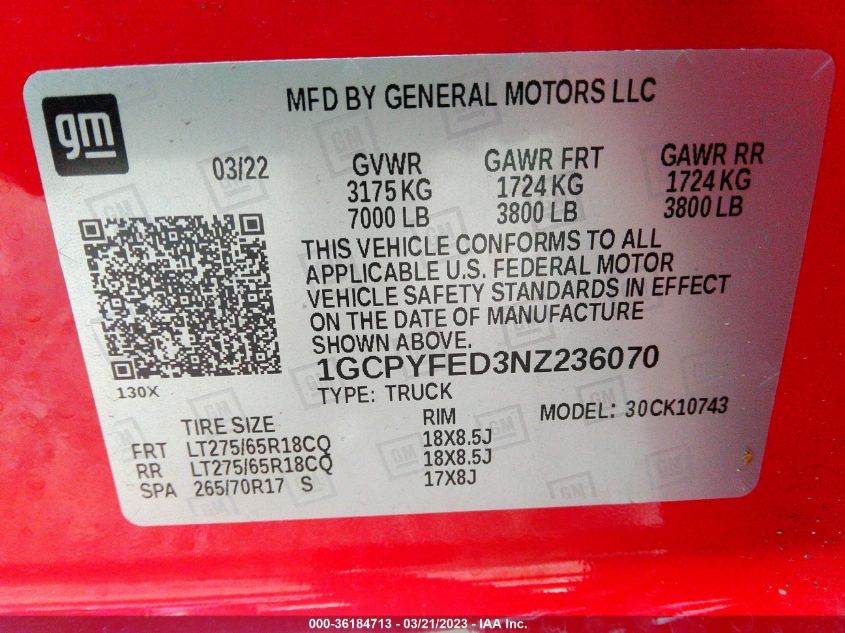 gm
MFD BY GENERAL MOTORS LLC
03/22
GVWR GAWR FRT GAWR RR
3175 KG 1724 KG 1724 KG
7000 LB 3800 LB 3800 LB
THIS VEHICLE CONFORMS TO ALL
APPLICABLE U.S. FEDERAL MOTOR
VEHICLE SAFETY STANDARDS IN EFFECT
ON THE DATE OF MANUFACTURE
SHOWN ABOVE.
1GCPYFED3NZ236070
130X
TYPE: TRUCK
MODEL: 30CK10743
TIRE SIZE RIM
FRT LT275/65R18CQ 18X8.5J
RR LT275/65R18CQ 18X8.5J
SPA 265/70R17 S 17X8J
000-36184713 - 03/21/2023 - IAA Inc.